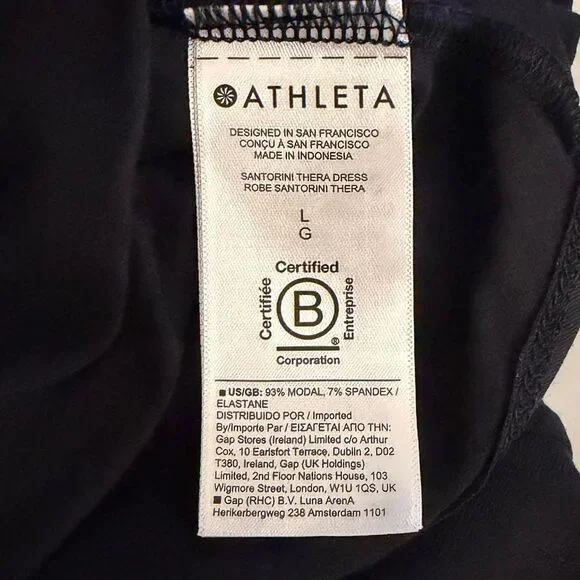 ATHLETA
DESIGNED IN SAN FRANCISCO
CONÇU À SAN FRANCISCO
MADE IN INDONESIA
SANTORINI THERA DRESS
ROBE SANTORINI THERA
L
G
Certified
Certifiée
B
Entreprise
®
Corporation
■ US/GB: 93% MODAL, 7% SPANDEX /
ELASTANE
DISTRIBUIDO POR / Imported
By/Importe Par / ΕΙΣΑΓΕΤΑΙ ΑΠΟ ΤΗΝ:
Gap Stores (Ireland) Limited c/o Arthur
Cox, 10 Earlsfort Terrace, Dublin 2, D02
T380, Ireland, Gap (UK Holdings)
Limited, 2nd Floor Nations House, 103
Wigmore Street, London, W1U 1QS, UK
■ Gap (RHC) B.V. Luna ArenA
Herikerbergweg 238 Amsterdam 1101